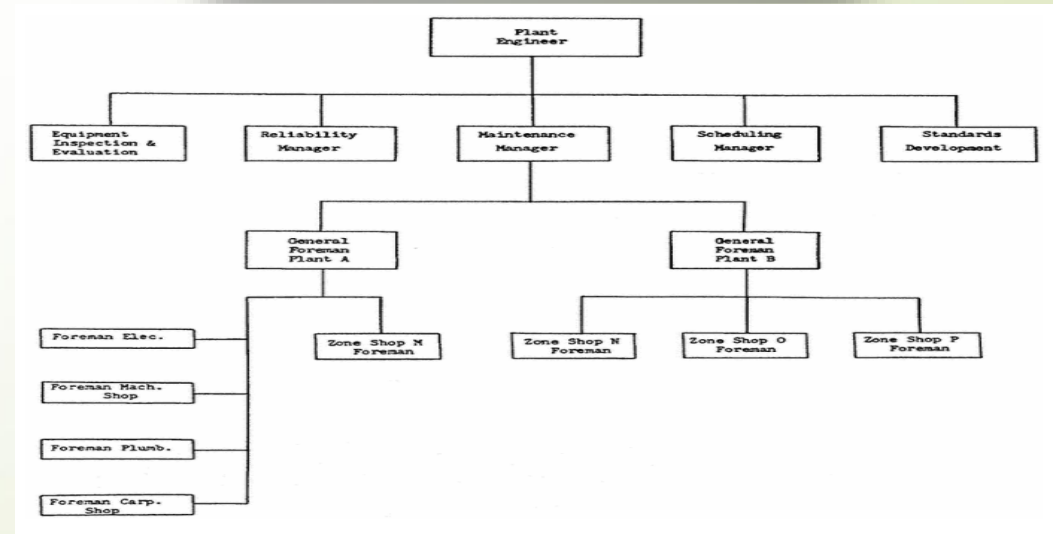 Plant
Engineer
Equipment
Inspection &
Evaluation
Reliability
Manager
Maintenance
Manager
Scheduling
Manager
Standards
Development
General
Foreman
Plant A
General
Foreman
Plant B
Foreman Elec.
Foreman Mach.
Shop
Foreman Plumb.
Foreman Carp.
Shop
Zone Shop M
Foreman
Zone Shop N
Foreman
Zone Shop O
Foreman
Zone Shop P
Foreman